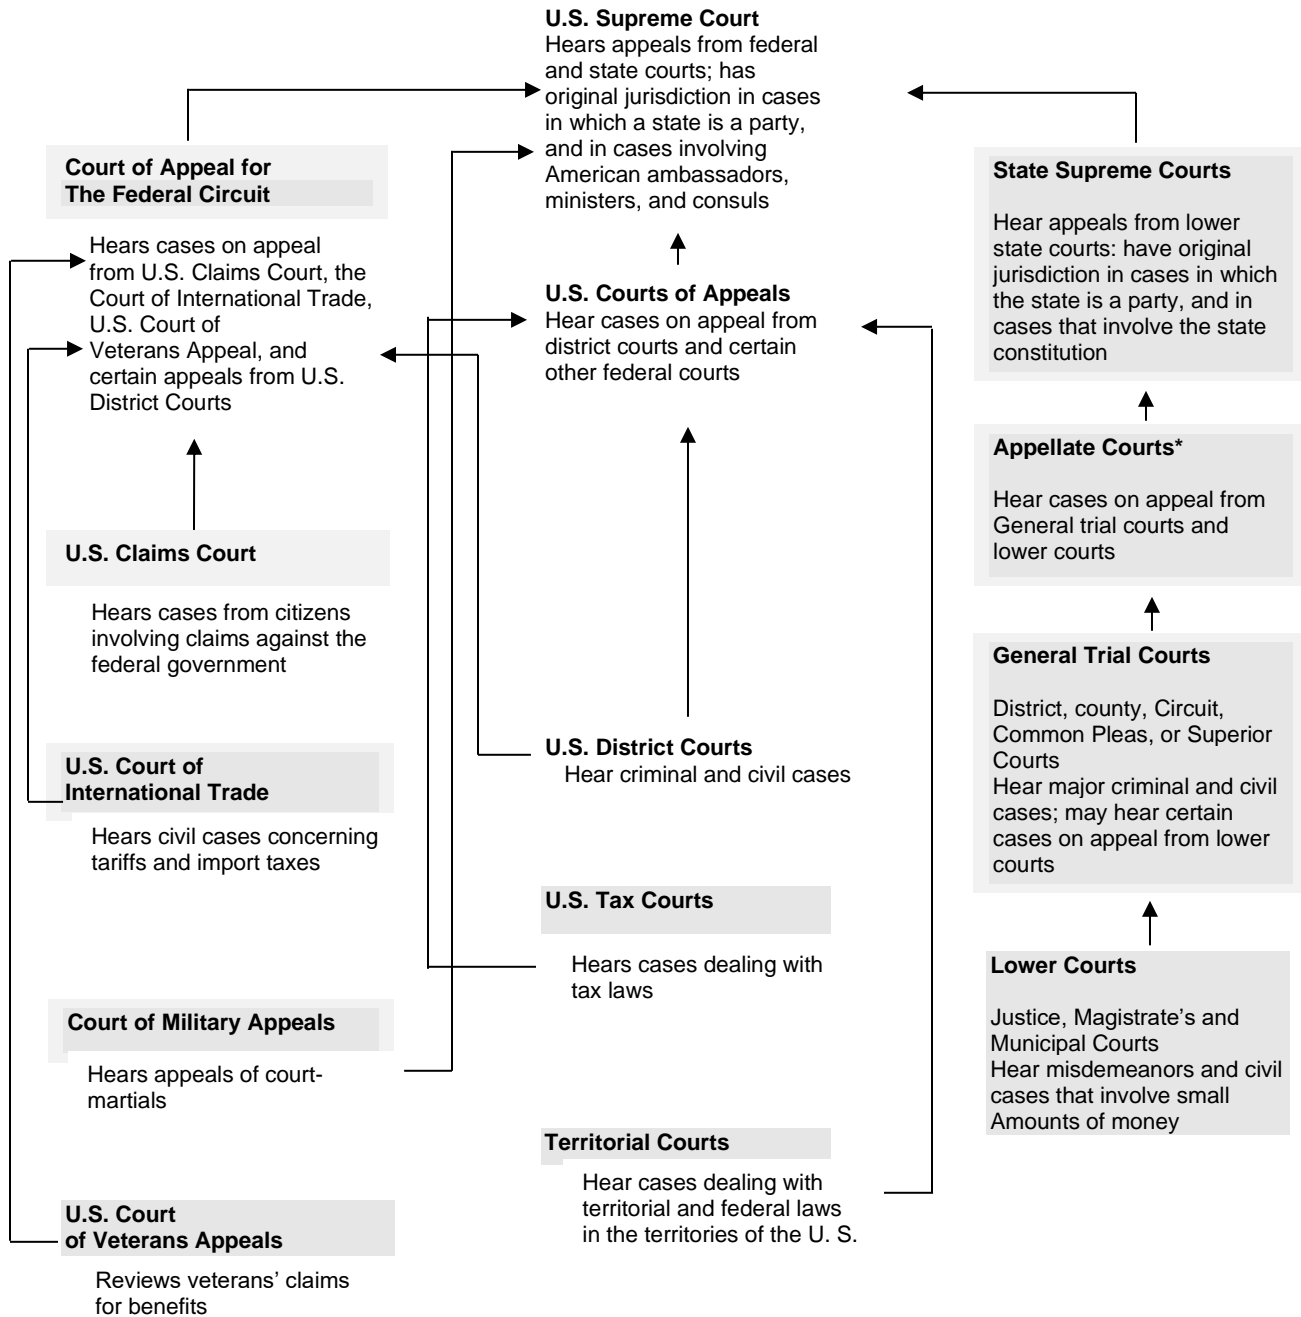 U.S. Supreme Court
Hears appeals from federal
and state courts; has
original jurisdiction in cases
in which a state is a party,
and in cases involving
American ambassadors,
ministers, and consuls
Court of Appeal for
The Federal Circuit
Hears cases on appeal
from U.S. Claims Court, the
Court of International Trade,
U.S. Court of
Veterans Appeal, and
certain appeals from U.S.
District Courts
U.S. Claims Court
Hears cases from citizens
involving claims against the
federal government
U.S. Court of
International Trade
Hears civil cases concerning
tariffs and import taxes
Court of Military Appeals
Hears appeals of court-
martials
U.S. Court
of Veterans Appeals
Reviews veterans’ claims
for benefits
U.S. Courts of Appeals
Hear cases on appeal from
district courts and certain
other federal courts
U.S. District Courts
Hear criminal and civil cases
U.S. Tax Courts
Hears cases dealing with
tax laws
Territorial Courts
Hear cases dealing with
territorial and federal laws
in the territories of the U. S.
State Supreme Courts
Hear appeals from lower
state courts: have original
jurisdiction in cases in which
the state is a party, and in
cases that involve the state
constitution
Appellate Courts*
Hear cases on appeal from
General trial courts and
lower courts
General Trial Courts
District, county, Circuit,
Common Pleas, or Superior
Courts
Hear major criminal and civil
cases; may hear certain
cases on appeal from lower
courts
Lower Courts
Justice, Magistrate’s and
Municipal Courts
Hear misdemeanors and civil
cases that involve small
Amounts of money